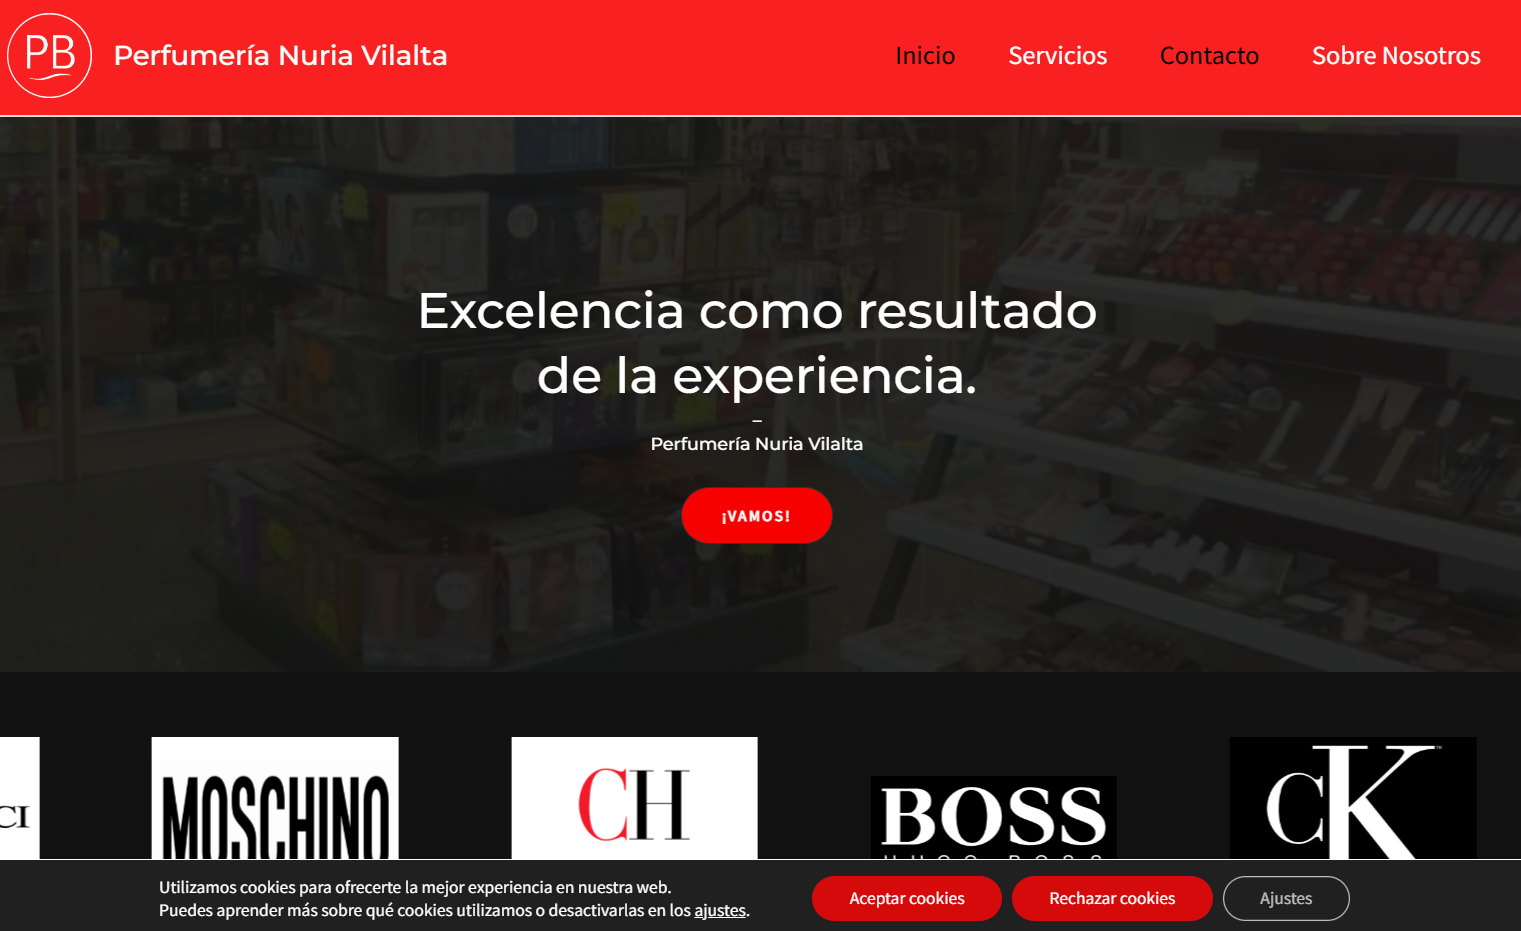 PB
Perfumería Nuria Vilalta
Inicio
Servicios
Contacto
Sobre Nosotros
Excelencia como resultado
de la experiencia.
–
Perfumería Nuria Vilalta
¡VAMOS!
CI
MOSCHINO
CH
BOSS
HUGO BOSS
CK
Utilizamos cookies para ofrecerte la mejor experiencia en nuestra web.
Puedes aprender más sobre qué cookies utilizamos o desactivarlas en los ajustes.
Aceptar cookies
Rechazar cookies
Ajustes